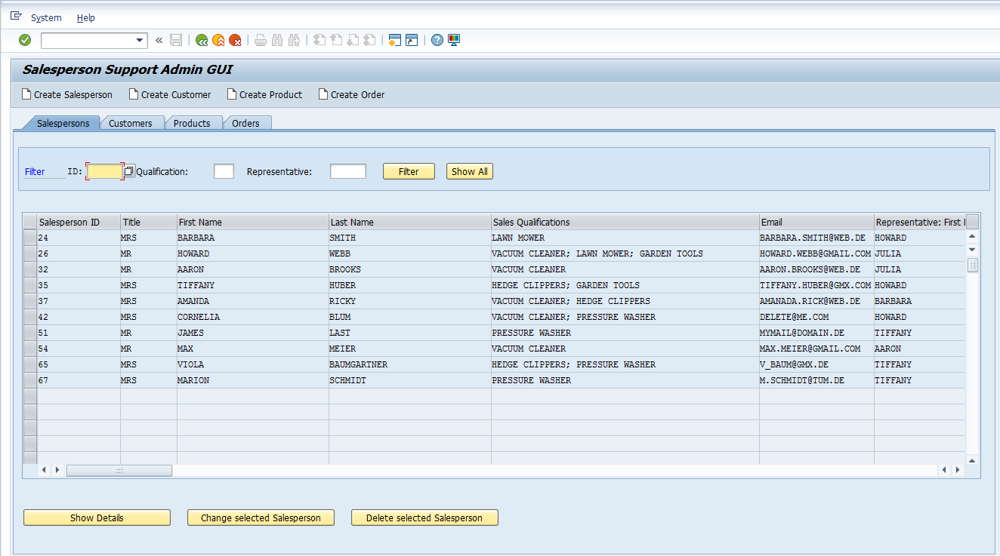 System Help
«
Salesperson Support Admin GUI
Create Salesperson Create Customer Create Product Create Order
Salespersons Customers Products Orders
Filter ID: Qualification: Representative: Filter Show All
Salesperson ID Title First Name Last Name Sales Qualifications Email Representative: First
24 MRS BARBARA SMITH LAWN MOWER BARBARA.SMITH@WEB.DE HOWARD
26 MR HOWARD WEBB VACUUM CLEANER; LAWN MOWER; GARDEN TOOLS HOWARD.WEBB@GMAIL.COM JULIA
32 MR AARON BROOKS VACUUM CLEANER AARON.BROOKS@WEB.DE JULIA
35 MRS TIFFANY HUBER HEDGE CLIPPERS; GARDEN TOOLS TIFFANY.HUBER@GMX.COM HOWARD
37 MRS AMANDA RICKY VACUUM CLEANER; HEDGE CLIPPERS AMANADA.RICK@WEB.DE BARBARA
42 MRS CORNELIA BLUM VACUUM CLEANER; PRESSURE WASHER DELETE@ME.COM HOWARD
51 MR JAMES LAST PRESSURE WASHER MYMAIL@DOMAIN.DE TIFFANY
54 MR MAX MEIER VACUUM CLEANER MAX.MEIER@GMAIL.COM AARON
65 MRS VIOLA BAUMGARTNER HEDGE CLIPPERS; PRESSURE WASHER V_BAUM@GMX.DE TIFFANY
67 MRS MARION SCHMIDT PRESSURE WASHER M.SCHMIDT@TUM.DE TIFFANY
Show Details Change selected Salesperson Delete selected Salesperson